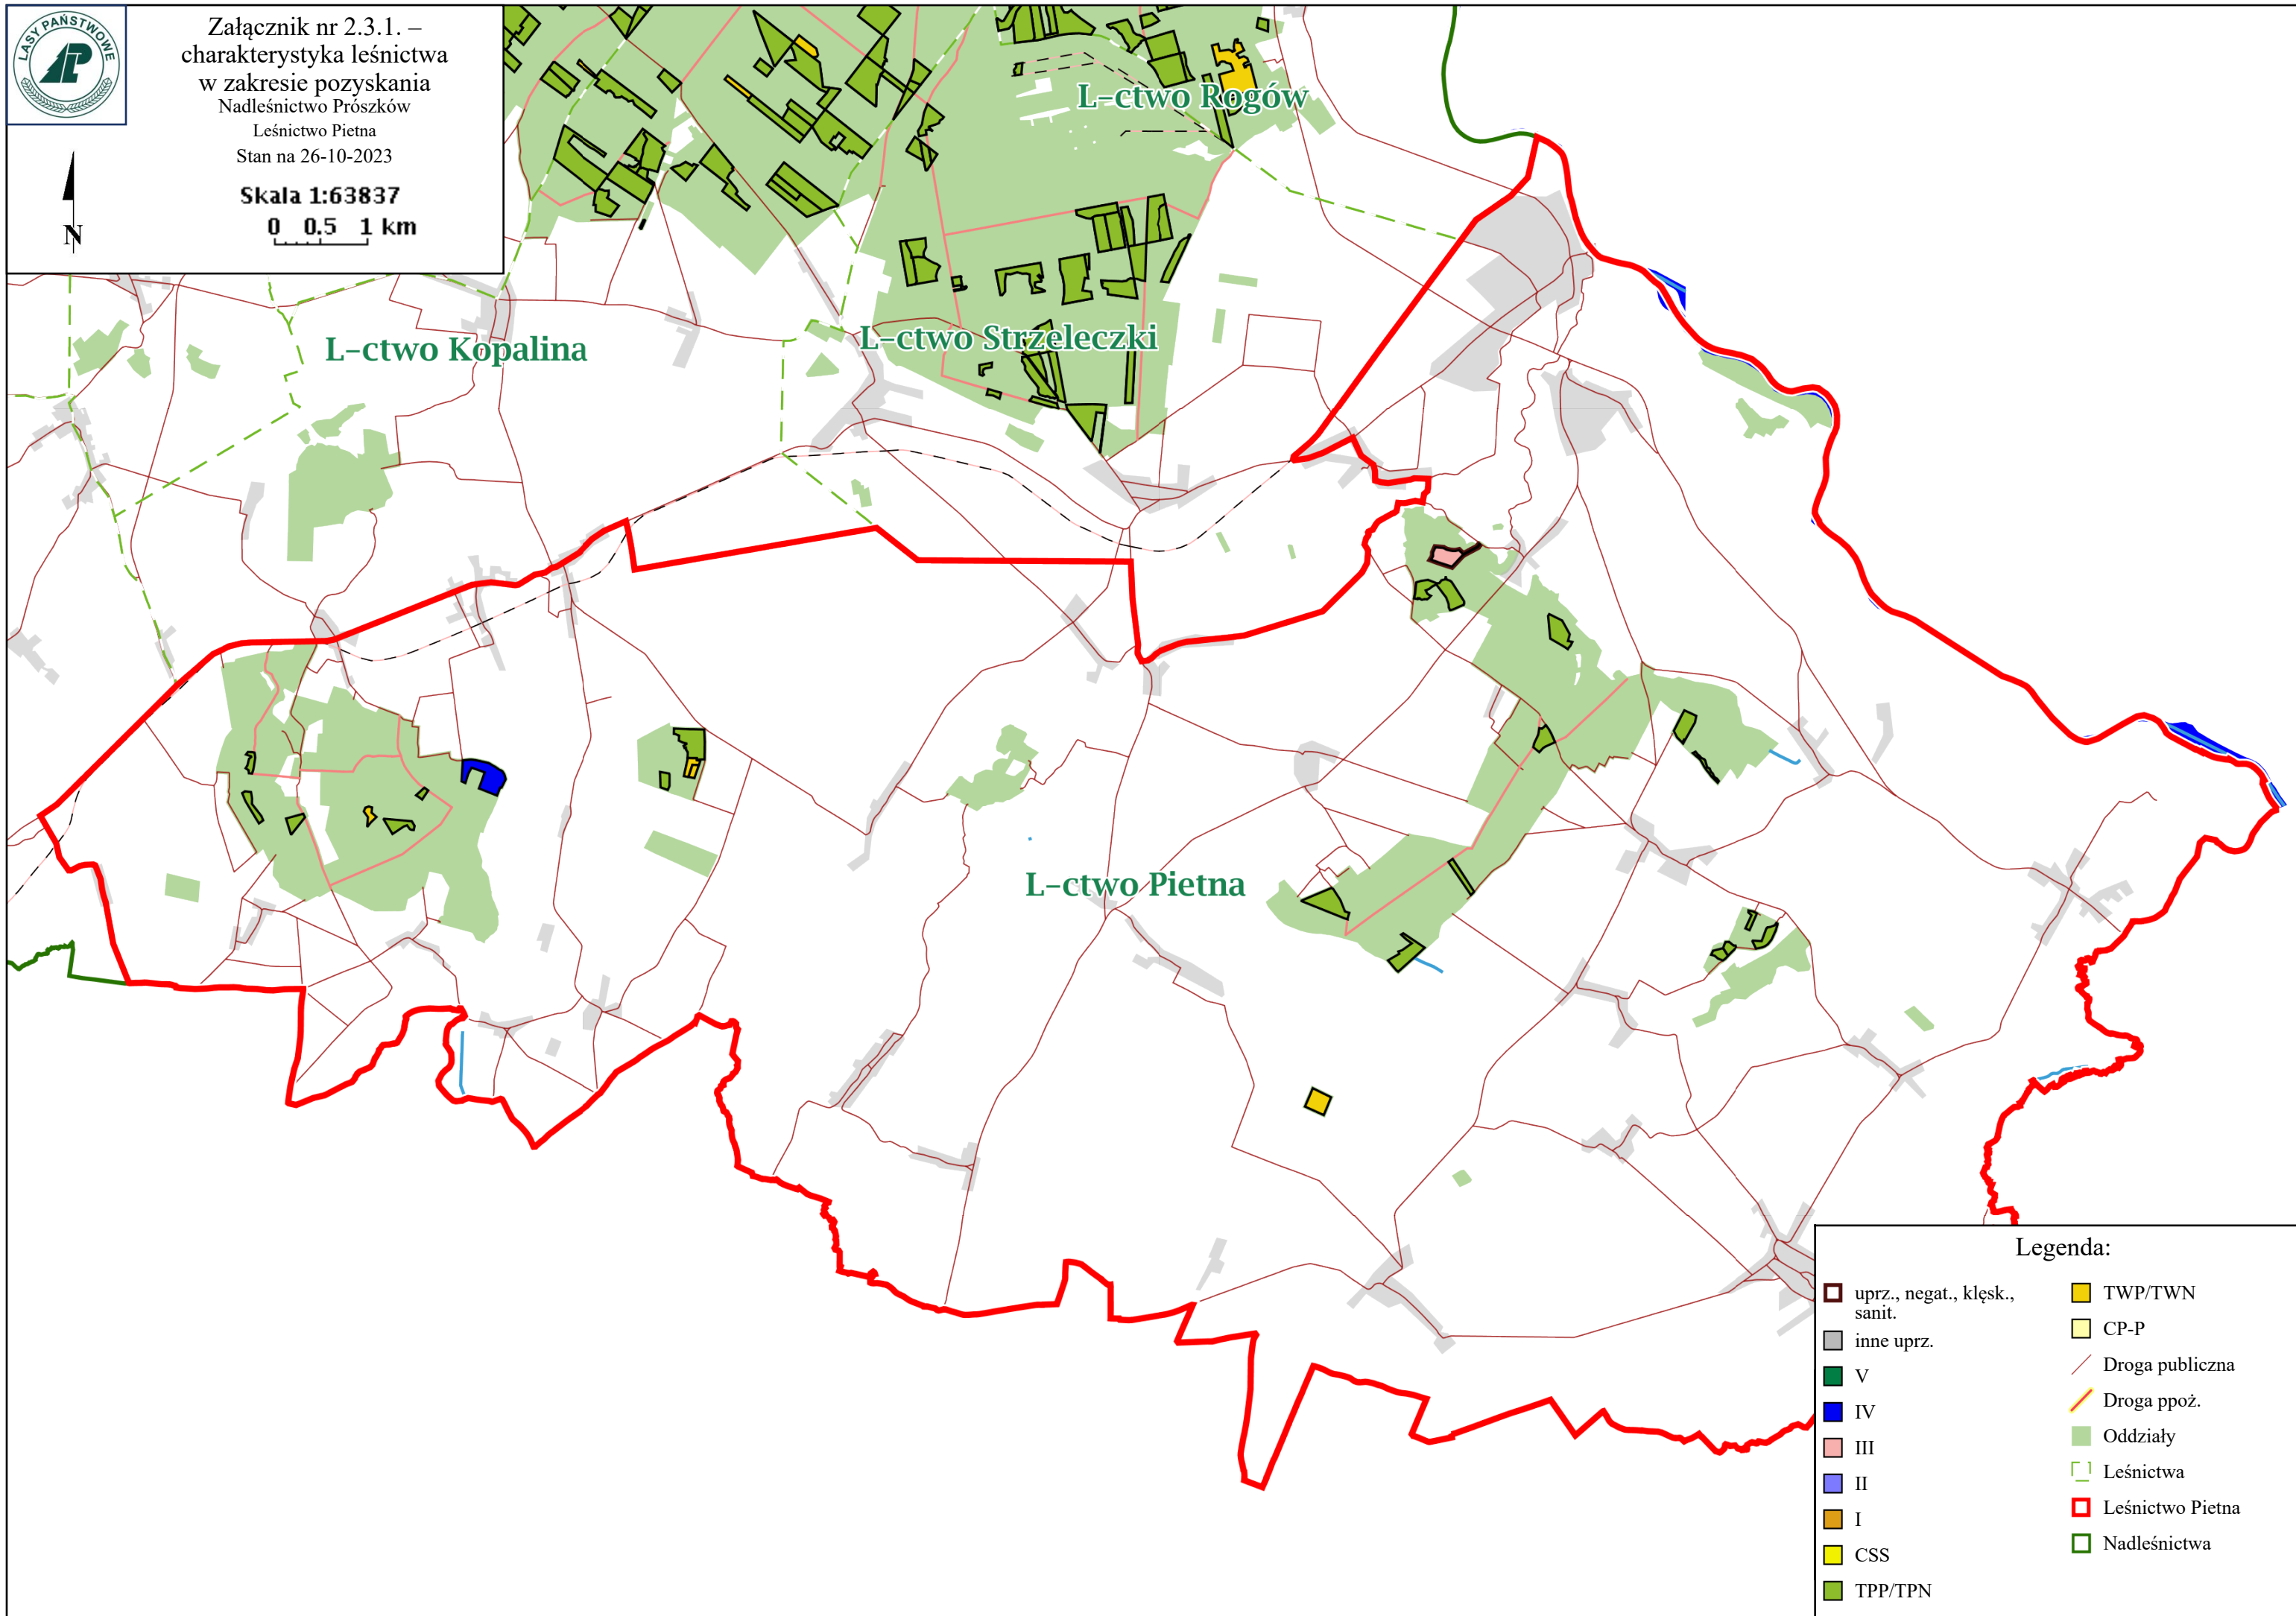 LASY PAŃSTWOWE
Załącznik nr 2.3.1. –
charakterystyka leśnictwa
w zakresie pozyskania
Nadleśnictwo Prószków
Leśnictwo Pietna
Stan na 26-10-2023
Skala 1:63837
0 0.5 1 km
N
L-ctwo Rogów
L-ctwo Strzeleczki
L-ctwo Kopalina
L-ctwo Pietna
Legenda:
uprz., negat., klęsk.,
sanit.
inne uprz.
V
IV
III
II
I
CSS
TPP/TPN
TWP/TWN
CP-P
Droga publiczna
Droga ppoż.
Oddziały
Leśnictwa
Leśnictwo Pietna
Nadleśnictwa